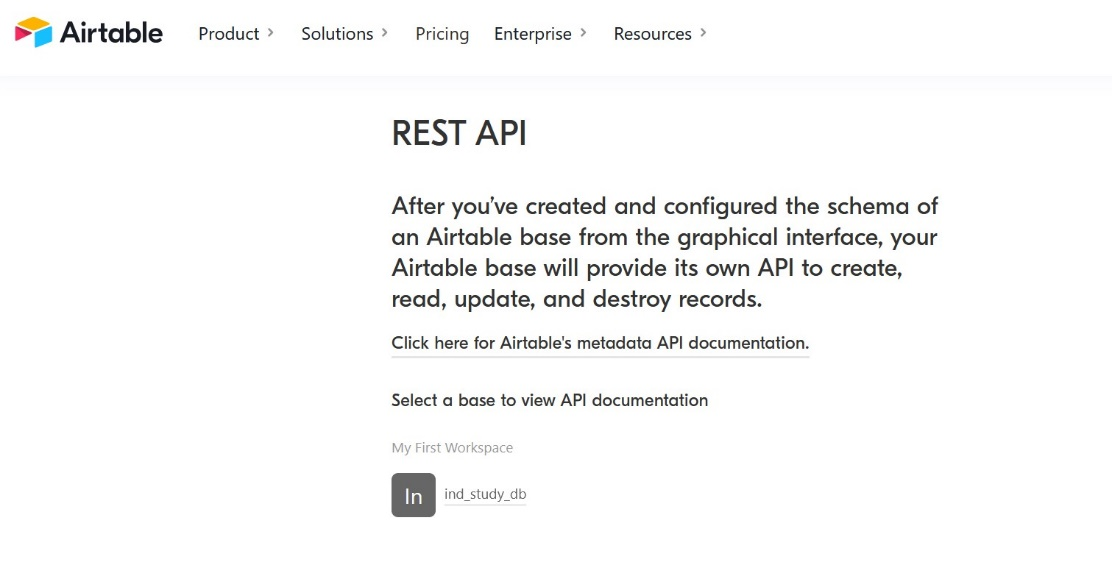 Airtable Product Solutions Pricing Enterprise Resources
REST API
After you’ve created and configured the schema of
an Airtable base from the graphical interface, your
Airtable base will provide its own API to create,
read, update, and destroy records.
Click here for Airtable's metadata API documentation.
Select a base to view API documentation
My First Workspace
In ind_study_db